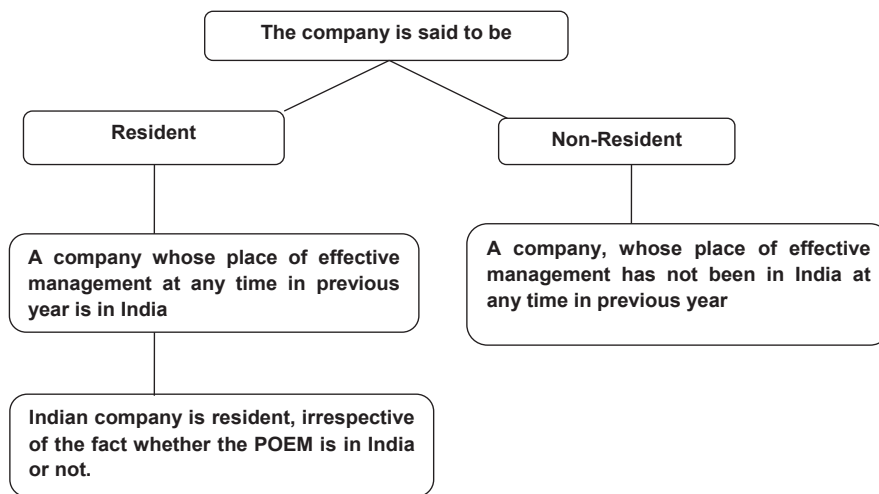 The company is said to be
Resident
Non-Resident
A company whose place of effective
management at any time in previous
year is in India
A company, whose place of effective
management has not been in India at
any time in previous year
Indian company is resident, irrespective
of the fact whether the POEM is in India
or not.